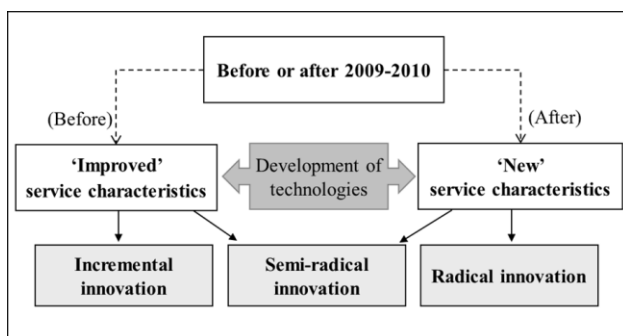 Before or after 2009-2010
(Before)
(After)
‘Improved’
service characteristics
Development of
technologies
‘New’
service characteristics
Incremental
innovation
Semi-radical
innovation
Radical innovation